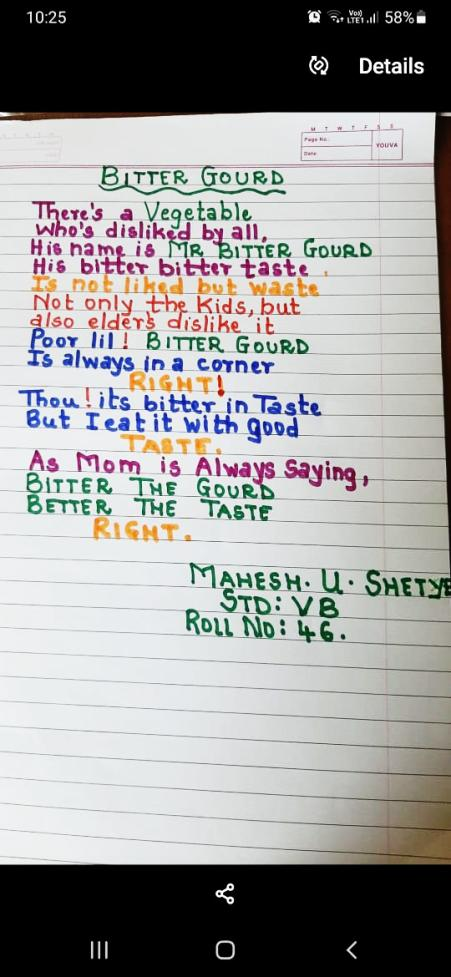 10:25
Vo))
LTE1
58%
Details
M T W T F S S
Page No.:
Date:
YOUVA
BITTER GOURD
There's a Vegetable
Who's disliked by all,
His name is MR BITTER GOURD
His bitter bitter taste .
Is not liked but waste
Not only the Kids, but
also elder's dislike it
Poor lil! BITTER GOURD
Is always in a corner
RIGHT!
Thou! its bitter in Taste
But I eat it with good
TASTE.
As Mom is Always Saying,
BITTER THE GOURD
BETTER THE TASTE
RIGHT.
MAHESH. U. SHETYE
STD: VB
ROLL NO: 46.